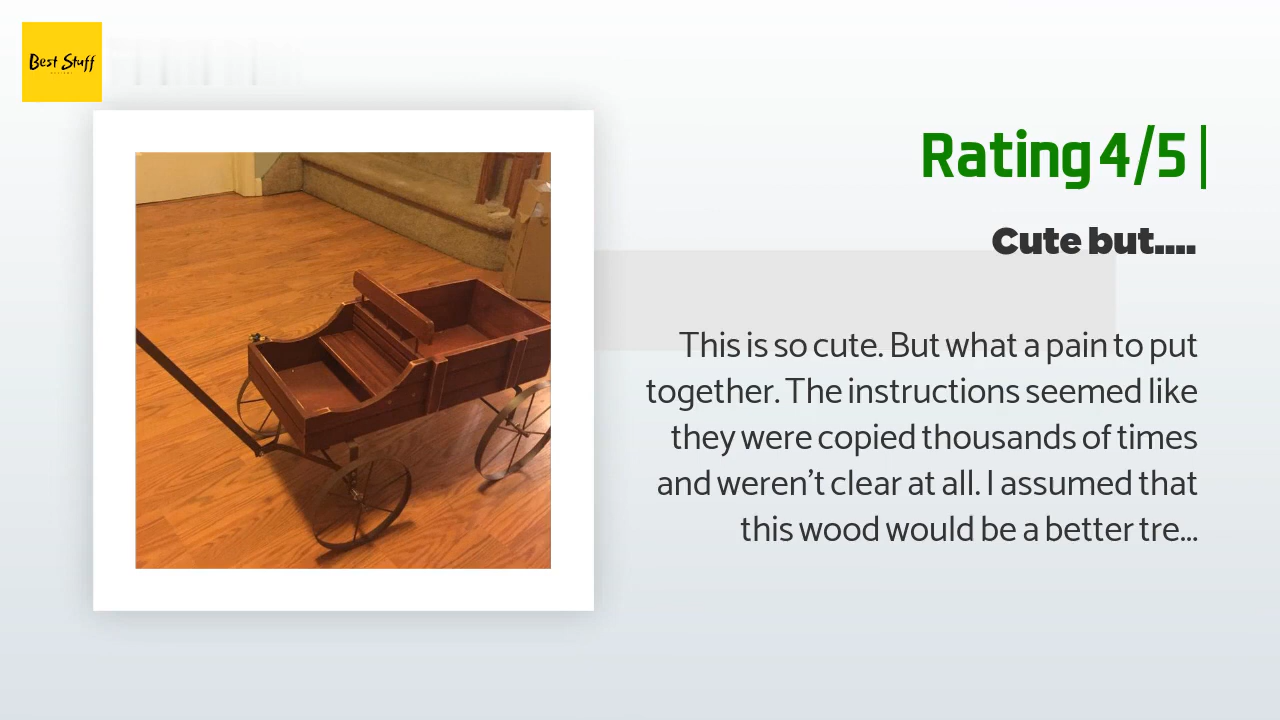 Best Stuff
Rating 4/5 |
Cute but....
This is so cute. But what a pain to put
together. The instructions seemed like
they were copied thousands of times
and weren't clear at all. I assumed that
this wood would be a better tre...